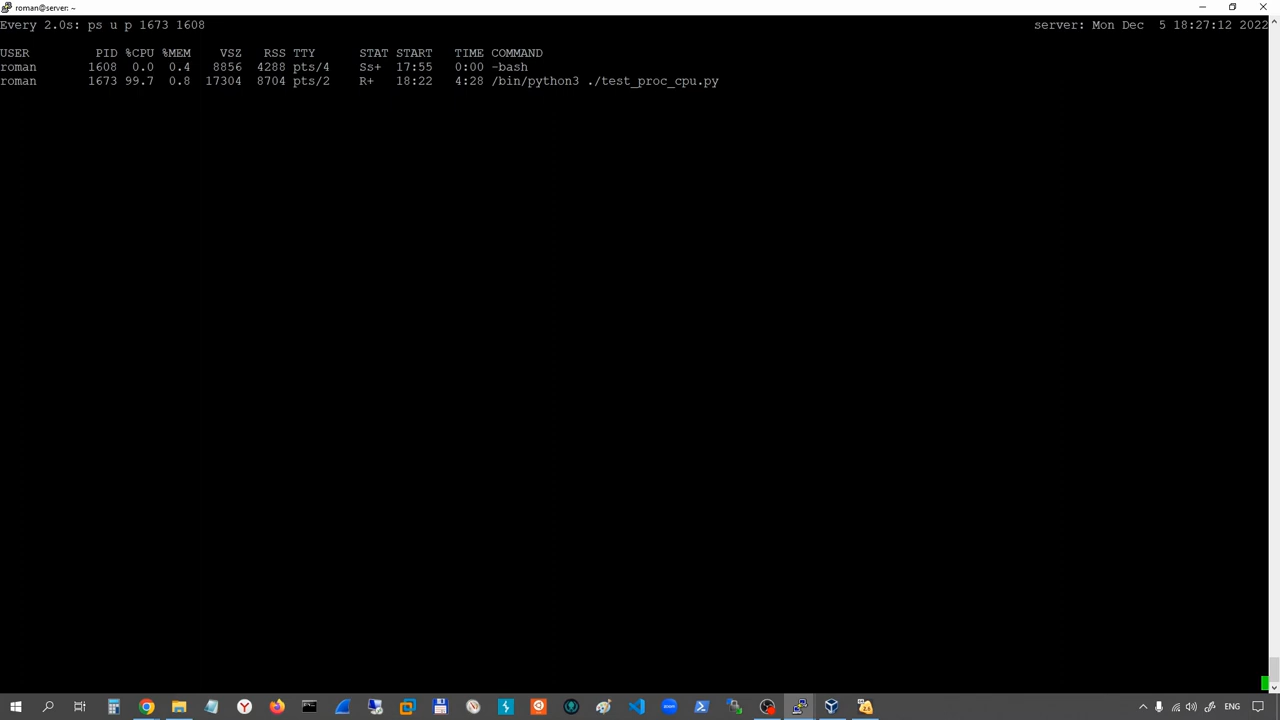 roman@server: ~
Every 2.0s: ps u p 1673 1608 server: Mon Dec 5 18:27:12 2022
USER PID %CPU %MEM VSZ RSS TTY STAT START TIME COMMAND
roman 1608 0.0 0.4 8856 4288 pts/4 Ss+ 17:55 0:00 -bash
roman 1673 99.7 0.8 17304 8704 pts/2 R+ 18:22 4:28 /bin/python3 ./test_proc_cpu.py
ENG